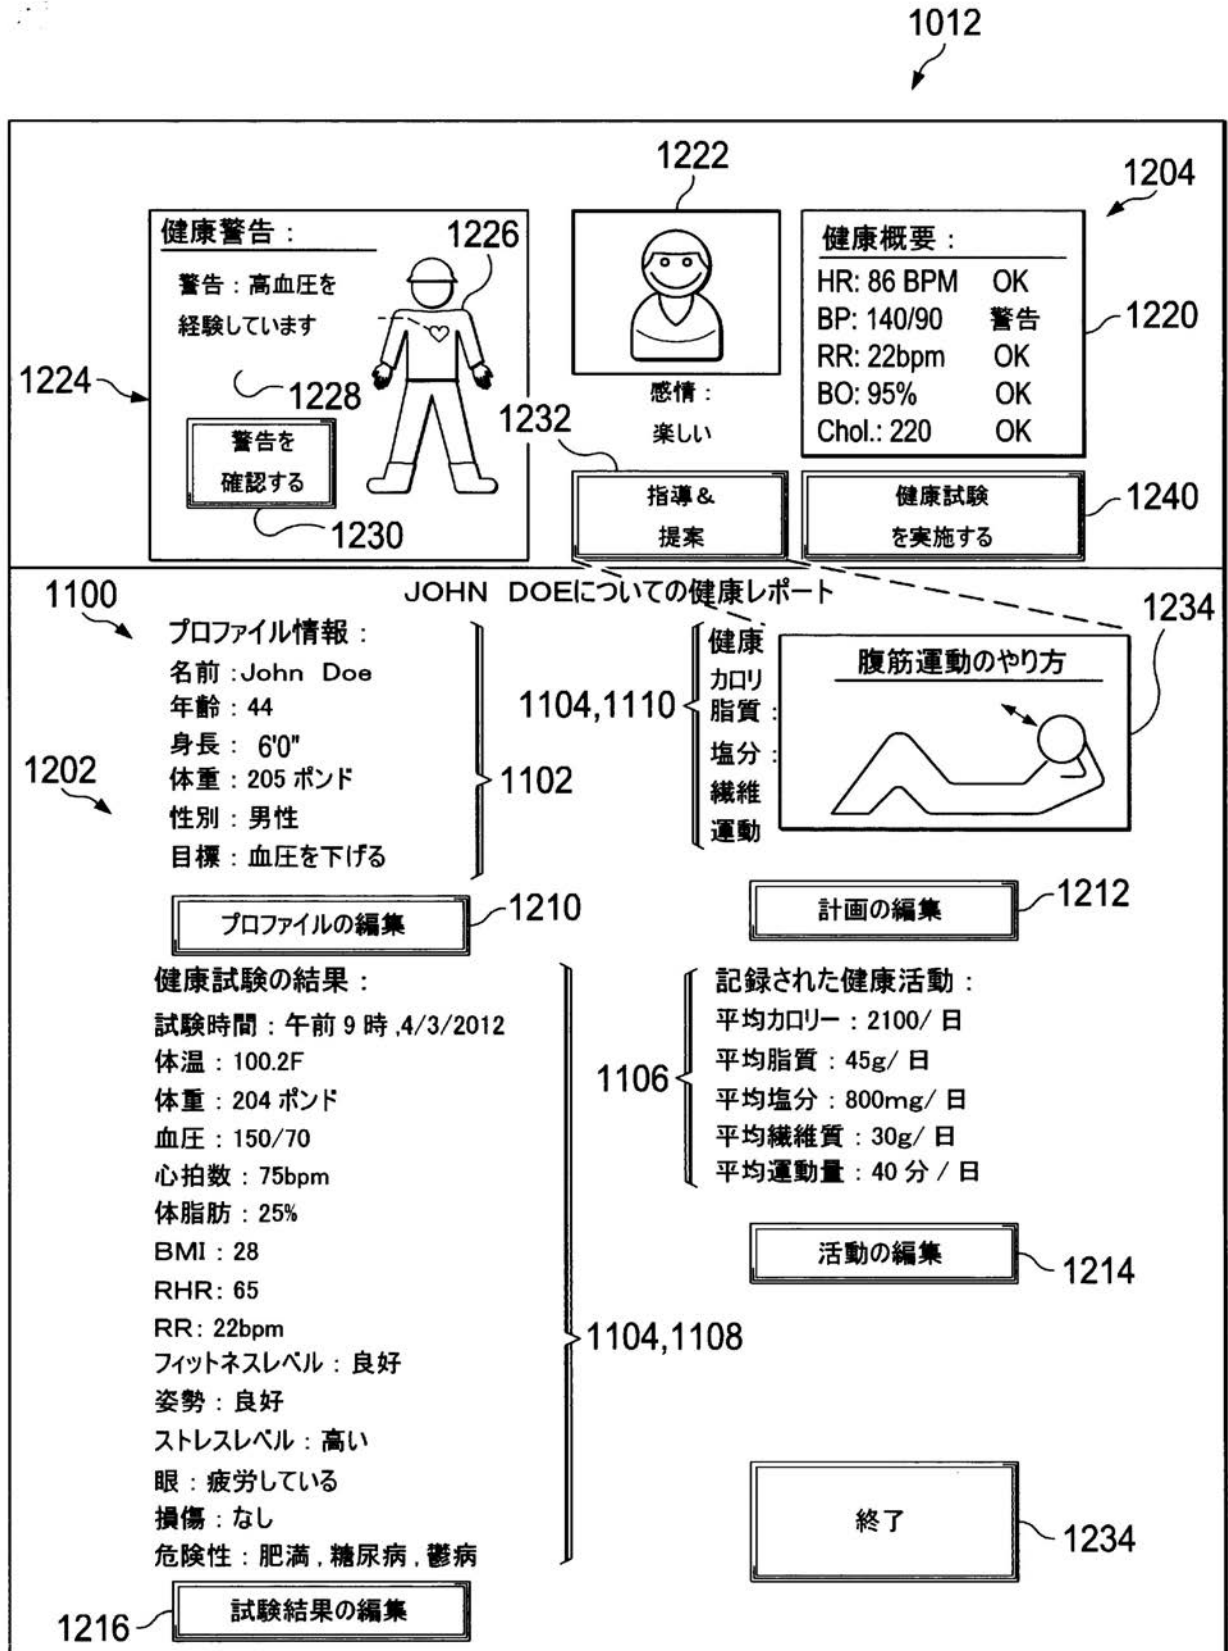 1012
1222
1204
健康警告：
1226
警告：高血圧を
経験しています
1224
1228
警告を
確認する
1230
感情：
楽しい
1232
健康概要：
HR: 86 BPM OK
BP: 140/90 警告
RR: 22bpm OK
BO: 95% OK
Chol.: 220 OK
1220
指導＆
提案
健康試験
を実施する
1240
JOHN DOEについての健康レポート
1100
プロファイル情報：
名前：John Doe
年齢：44
身長： 6'0"
体重：205 ポンド
性別：男性
目標：血圧を下げる
1202
1102
プロファイルの編集
1210
1104,1110
健康
カロリ
脂質：
塩分：
繊維
運動
腹筋運動のやり方
1234
計画の編集
1212
健康試験の結果：
試験時間：午前 9 時 ,4/3/2012
体温：100.2F
体重：204 ポンド
血圧：150/70
心拍数：75bpm
体脂肪：25%
BMI：28
RHR: 65
RR: 22bpm
フィットネスレベル：良好
姿勢：良好
ストレスレベル：高い
眼：疲労している
損傷：なし
危険性：肥満 , 糖尿病 , 鬱病
1104,1108
試験結果の編集
1216
記録された健康活動：
平均カロリー：2100/ 日
平均脂質：45g/ 日
平均塩分：800mg/ 日
平均繊維質：30g/ 日
平均運動量：40 分 / 日
1106
活動の編集
1214
終了
1234